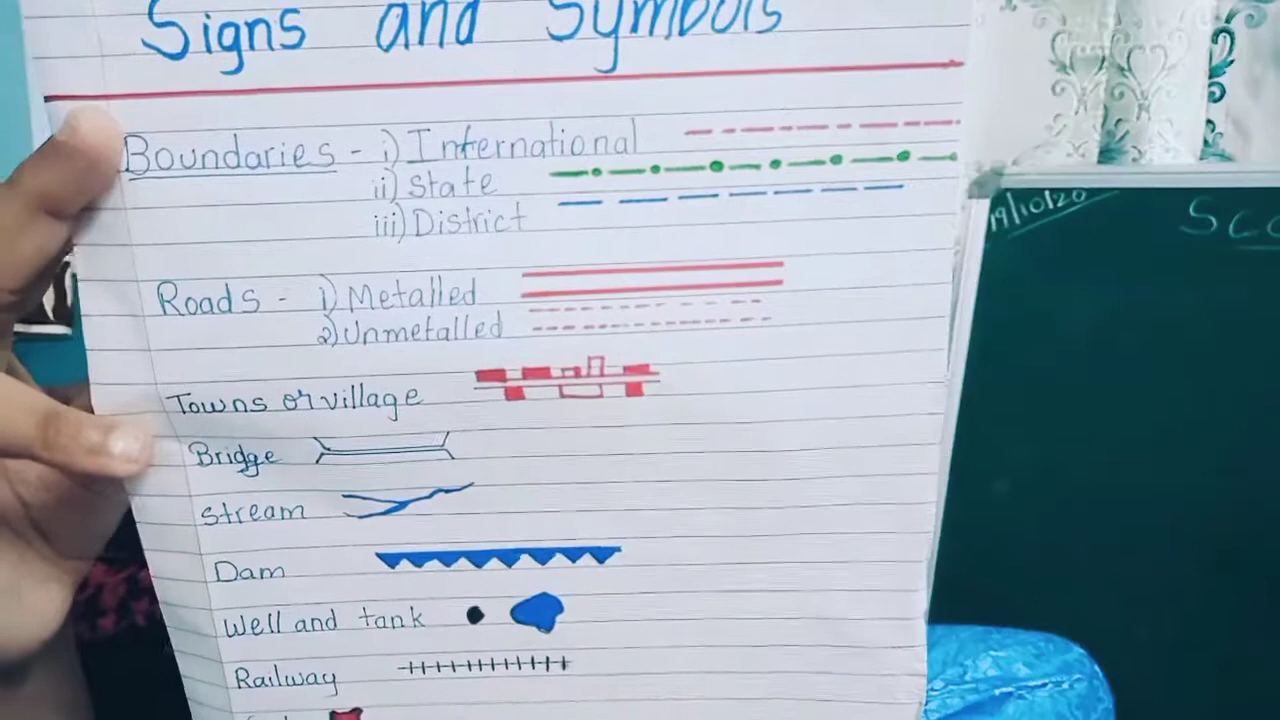 Signs and Symbols
Boundaries - i) International
ii) State
iii) District
Roads - 1) Metalled
2) Unmetalled
Towns or village
Bridge
Stream
Dam
Well and tank
Railway
19/10/20